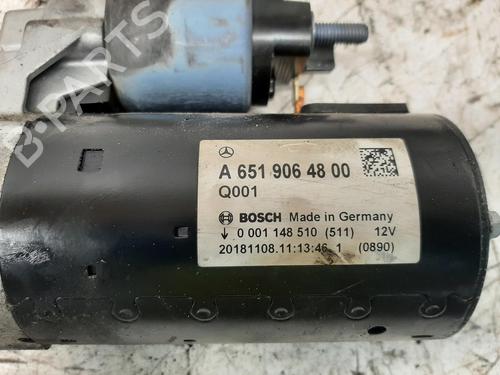 B-PARTS
A 651 906 48 00
Q001
BOSCH Made in Germany
0 001 148 510 (511) 12V
20181108.11:13:46 1 (0890)